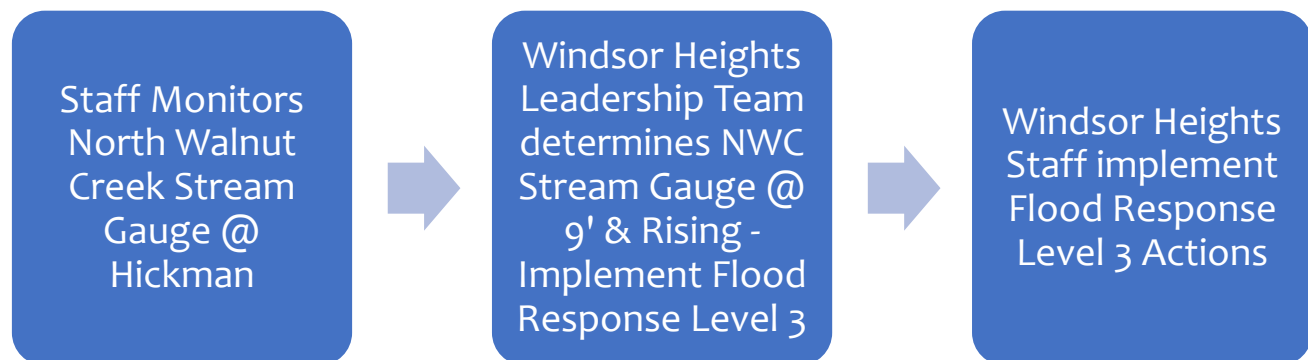 Staff Monitors
North Walnut
Creek Stream
Gauge @
Hickman
Windsor Heights
Leadership Team
determines NWC
Stream Gauge @
9' & Rising -
Implement Flood
Response Level 3
Windsor Heights
Staff implement
Flood Response
Level 3 Actions